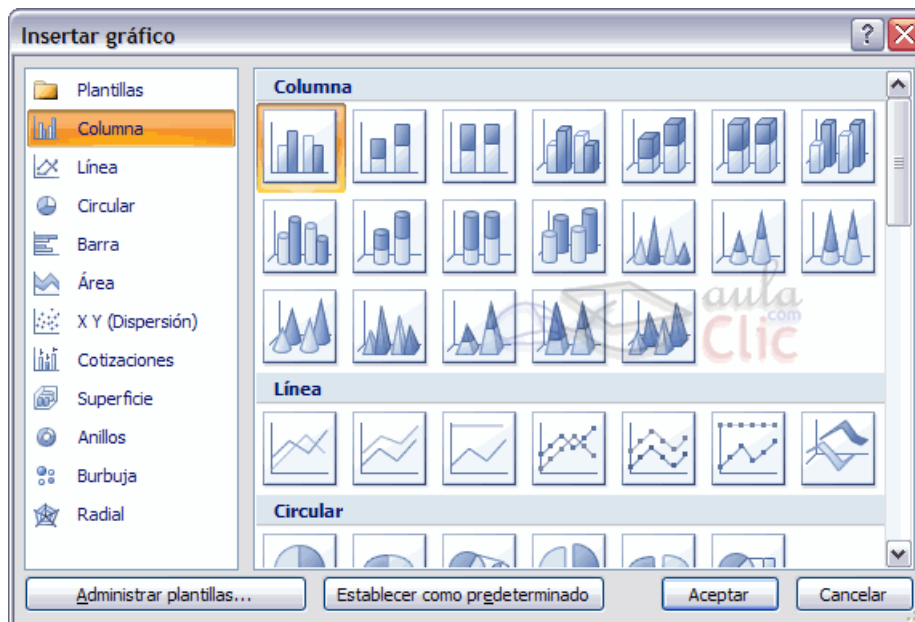 Insertar gráfico
Plantillas
Columna
Línea
Circular
Barra
Área
X Y (Dispersión)
Cotizaciones
Superficie
Anillos
Burbuja
Radial
Columna
aula
.com
Clic
Línea
Circular
Administrar plantillas...
Establecer como predeterminado
Aceptar
Cancelar